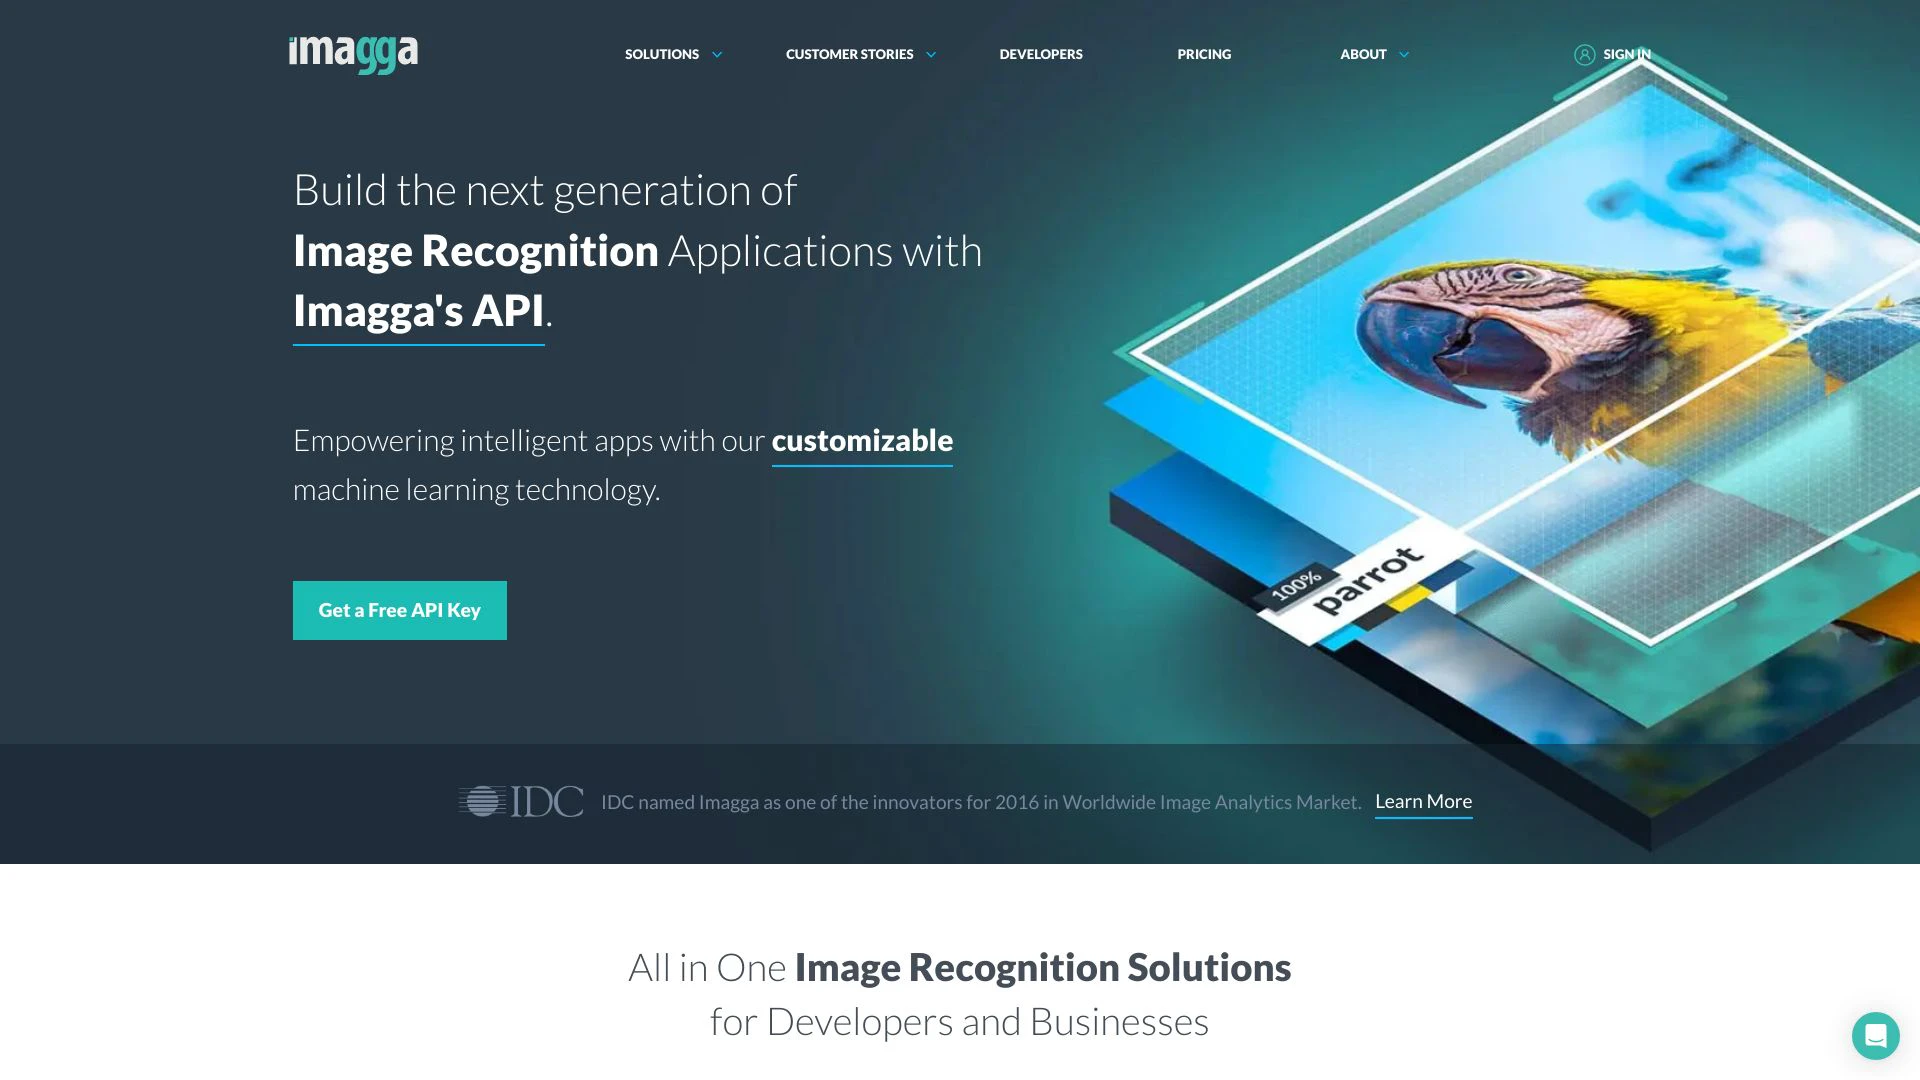 imagga
SOLUTIONS
CUSTOMER STORIES
DEVELOPERS
PRICING
ABOUT
SIGN IN
Build the next generation of
Image Recognition Applications with
Imagga's API.
Empowering intelligent apps with our customizable
machine learning technology.
Get a Free API Key
100%
parrot
IDC
IDC named Imagga as one of the innovators for 2016 in Worldwide Image Analytics Market. Learn More
All in One Image Recognition Solutions
for Developers and Businesses